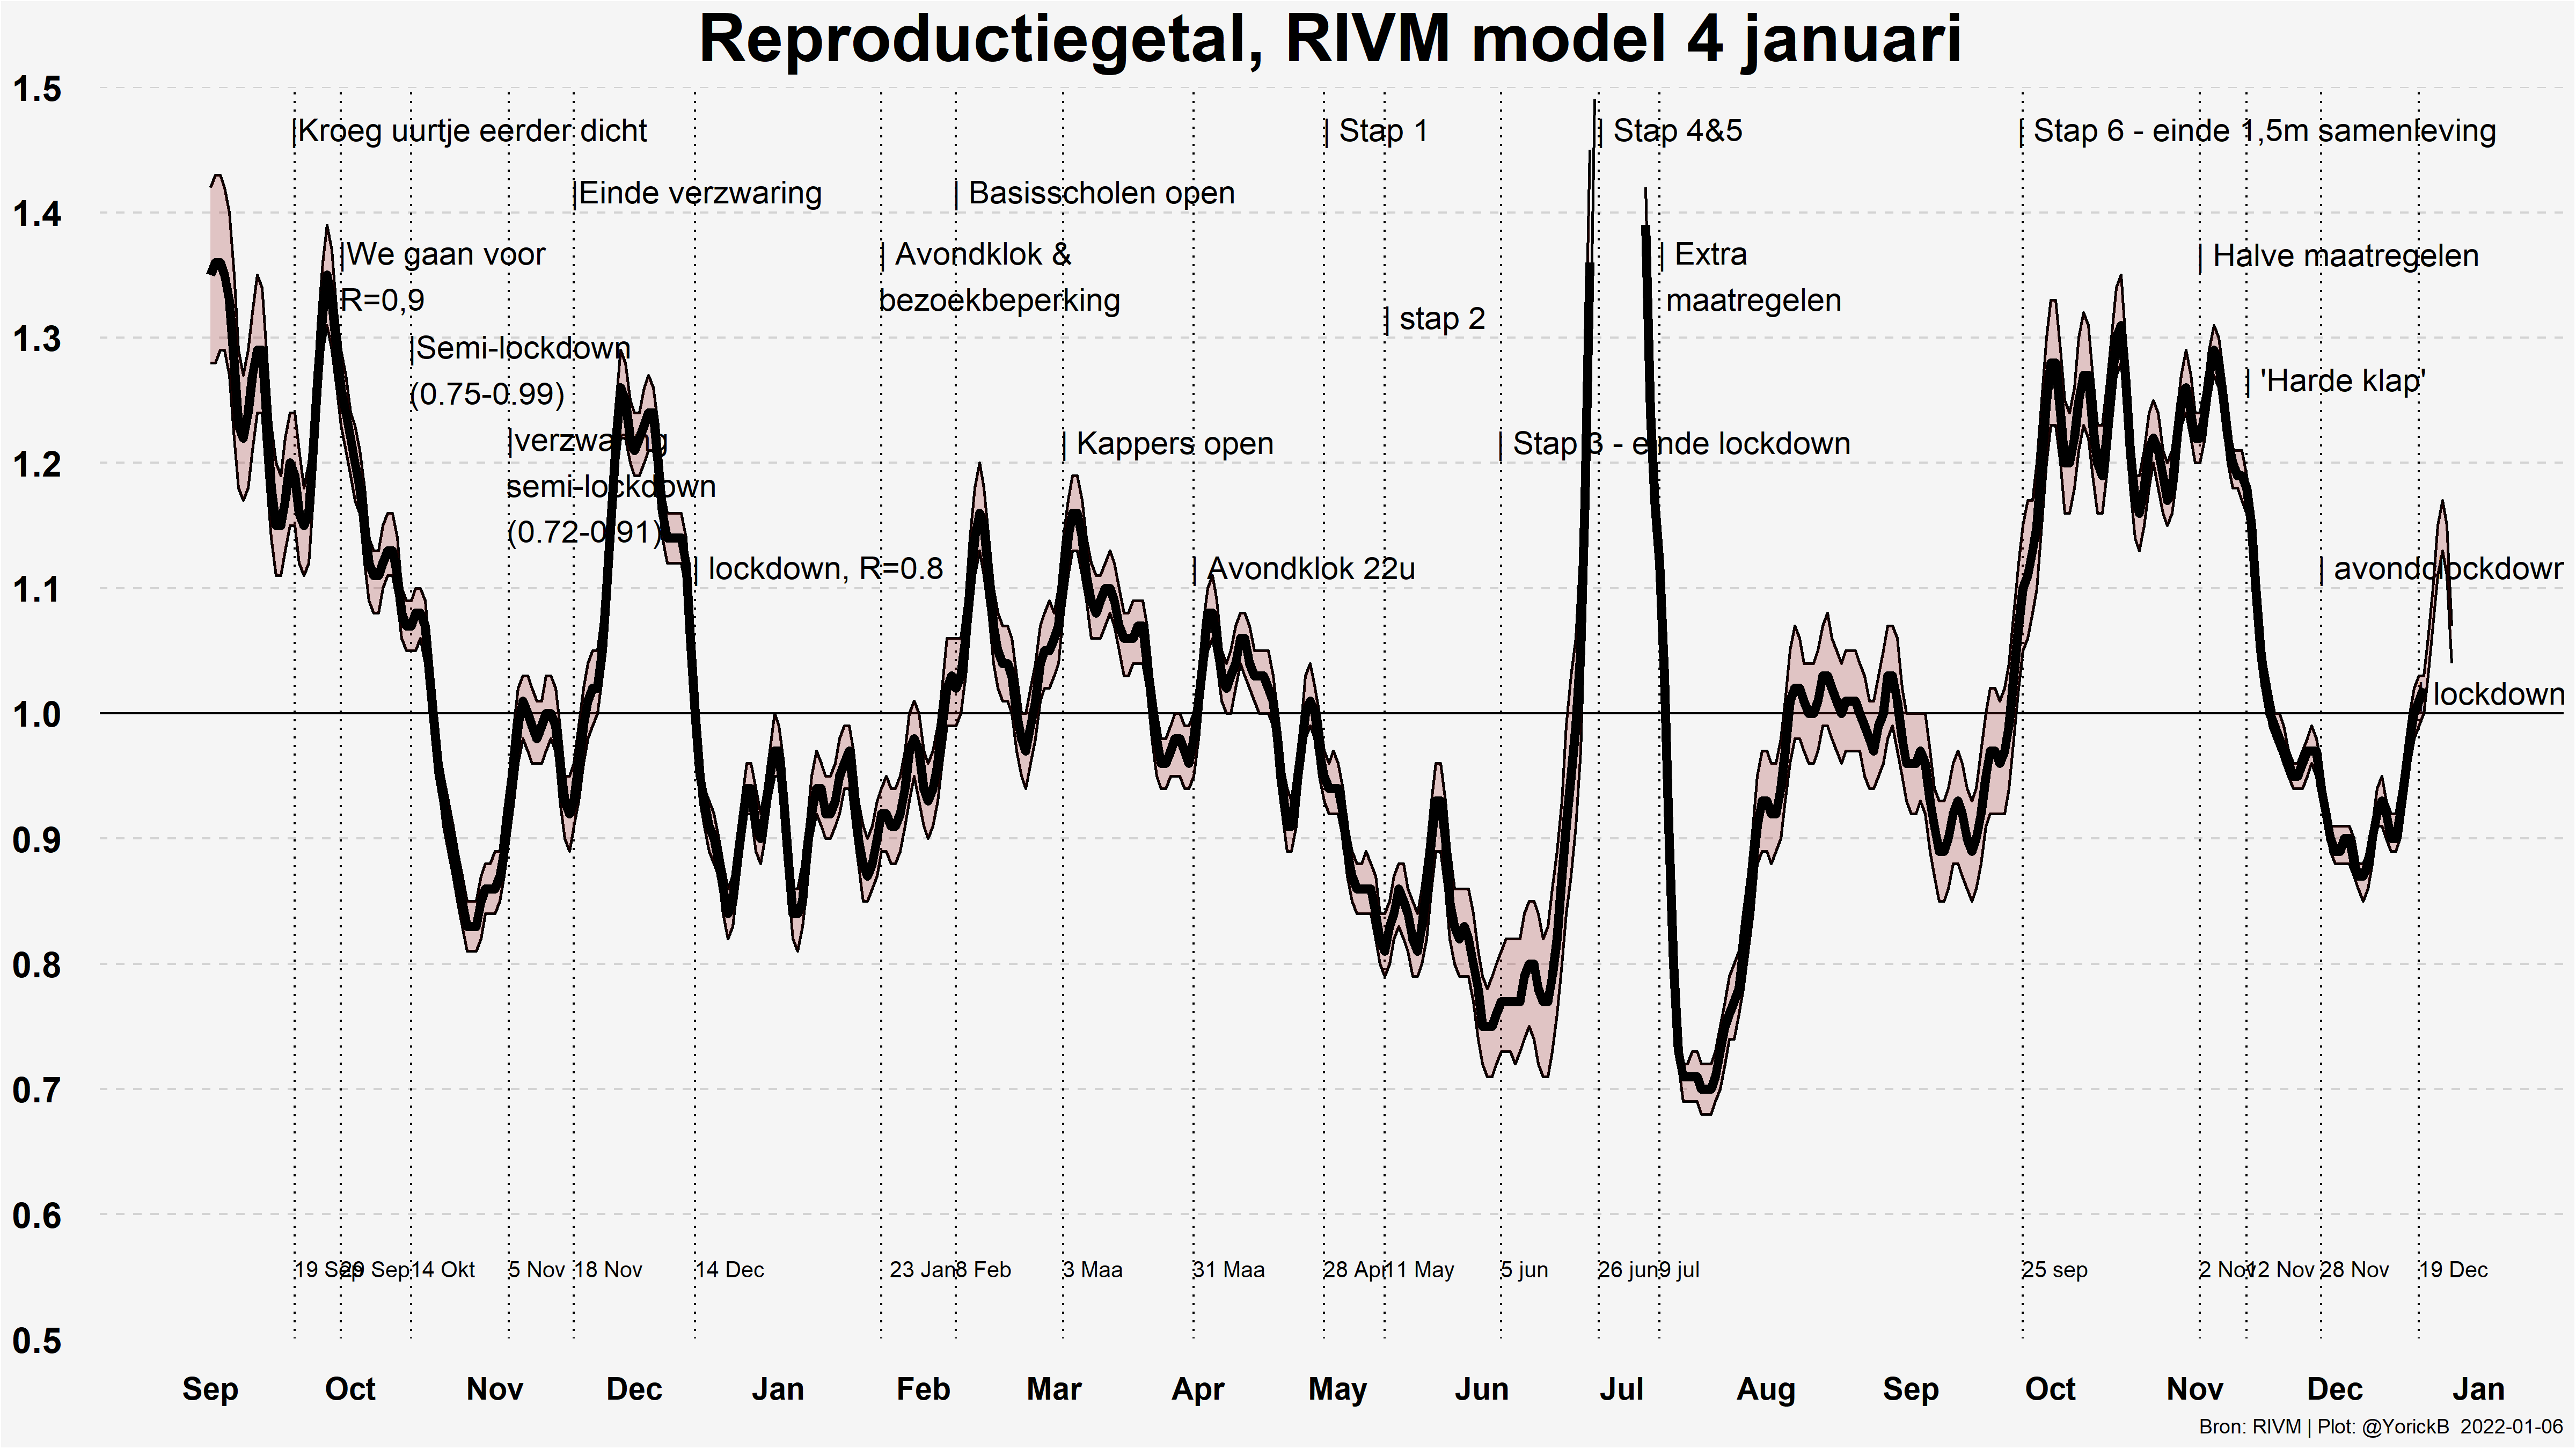 Reproductiegetal, RIVM model 4 januari
1.5
1.4
1.3
1.2
1.1
1.0
0.9
0.8
0.7
0.6
0.5
|Kroeg uurtje eerder dicht
|We gaan voor
R=0,9
|Semi-lockdown
(0.75-0.99)
|verzwaring
semi-lockdown
(0.72-0.91)
|Einde verzwaring
| lockdown, R=0.8
| Avondklok &
bezoekbeperking
| Basisscholen open
| Kappers open
| Avondklok 22u
| Stap 1
| stap 2
| Stap 3 - einde lockdown
| Stap 4&5
| Extra
maatregelen
| Stap 6 - einde 1,5m samenleving
| Halve maatregelen
| 'Harde klap'
| avondlockdown
| lockdown
19 Sep
29 Sep
14 Okt
5 Nov
18 Nov
14 Dec
23 Jan
8 Feb
3 Maa
31 Maa
28 Apr
11 May
5 jun
26 jun
9 jul
25 sep
2 Nov
12 Nov
28 Nov
19 Dec
Sep Oct Nov Dec Jan Feb Mar Apr May Jun Jul Aug Sep Oct Nov Dec Jan
Bron: RIVM | Plot: @YorickB 2022-01-06